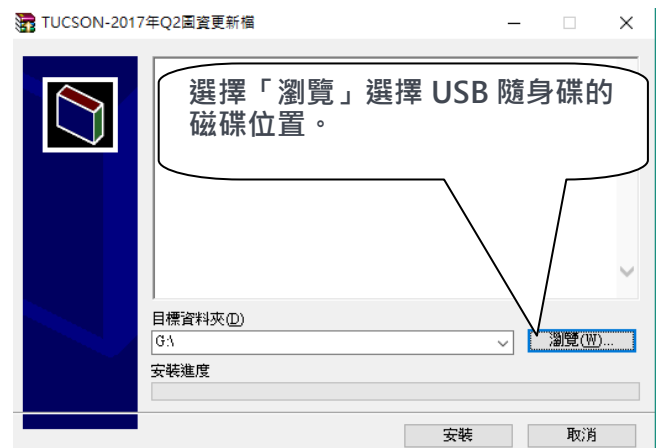 TUCSON-2017年Q2圖資更新檔
選擇「瀏覽」選擇 USB 隨身碟的
磁碟位置。
目標資料夾(D)
G:\
瀏覽(W)...
安裝進度
安裝
取消